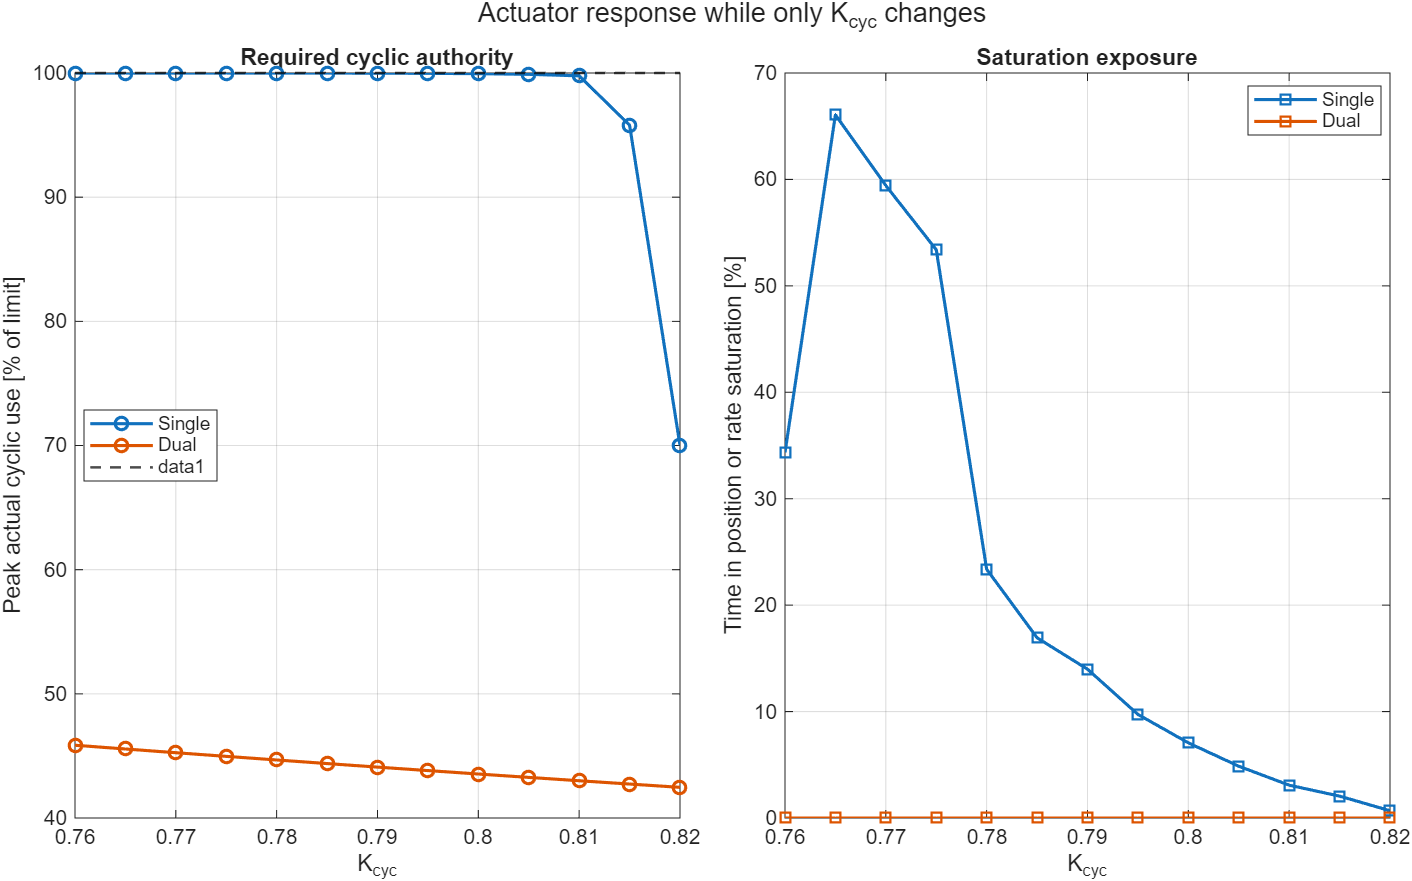 Actuator response while only Kcyc changes
Required cyclic authority
Peak actual cyclic use [% of limit]
100
90
80
70
60
50
40
Single
Dual
data1
0.76 0.77 0.78 0.79 0.8 0.81 0.82
Kcyc
Saturation exposure
Time in position or rate saturation [%]
70
60
50
40
30
20
10
0
Single
Dual
0.76 0.77 0.78 0.79 0.8 0.81 0.82
Kcyc